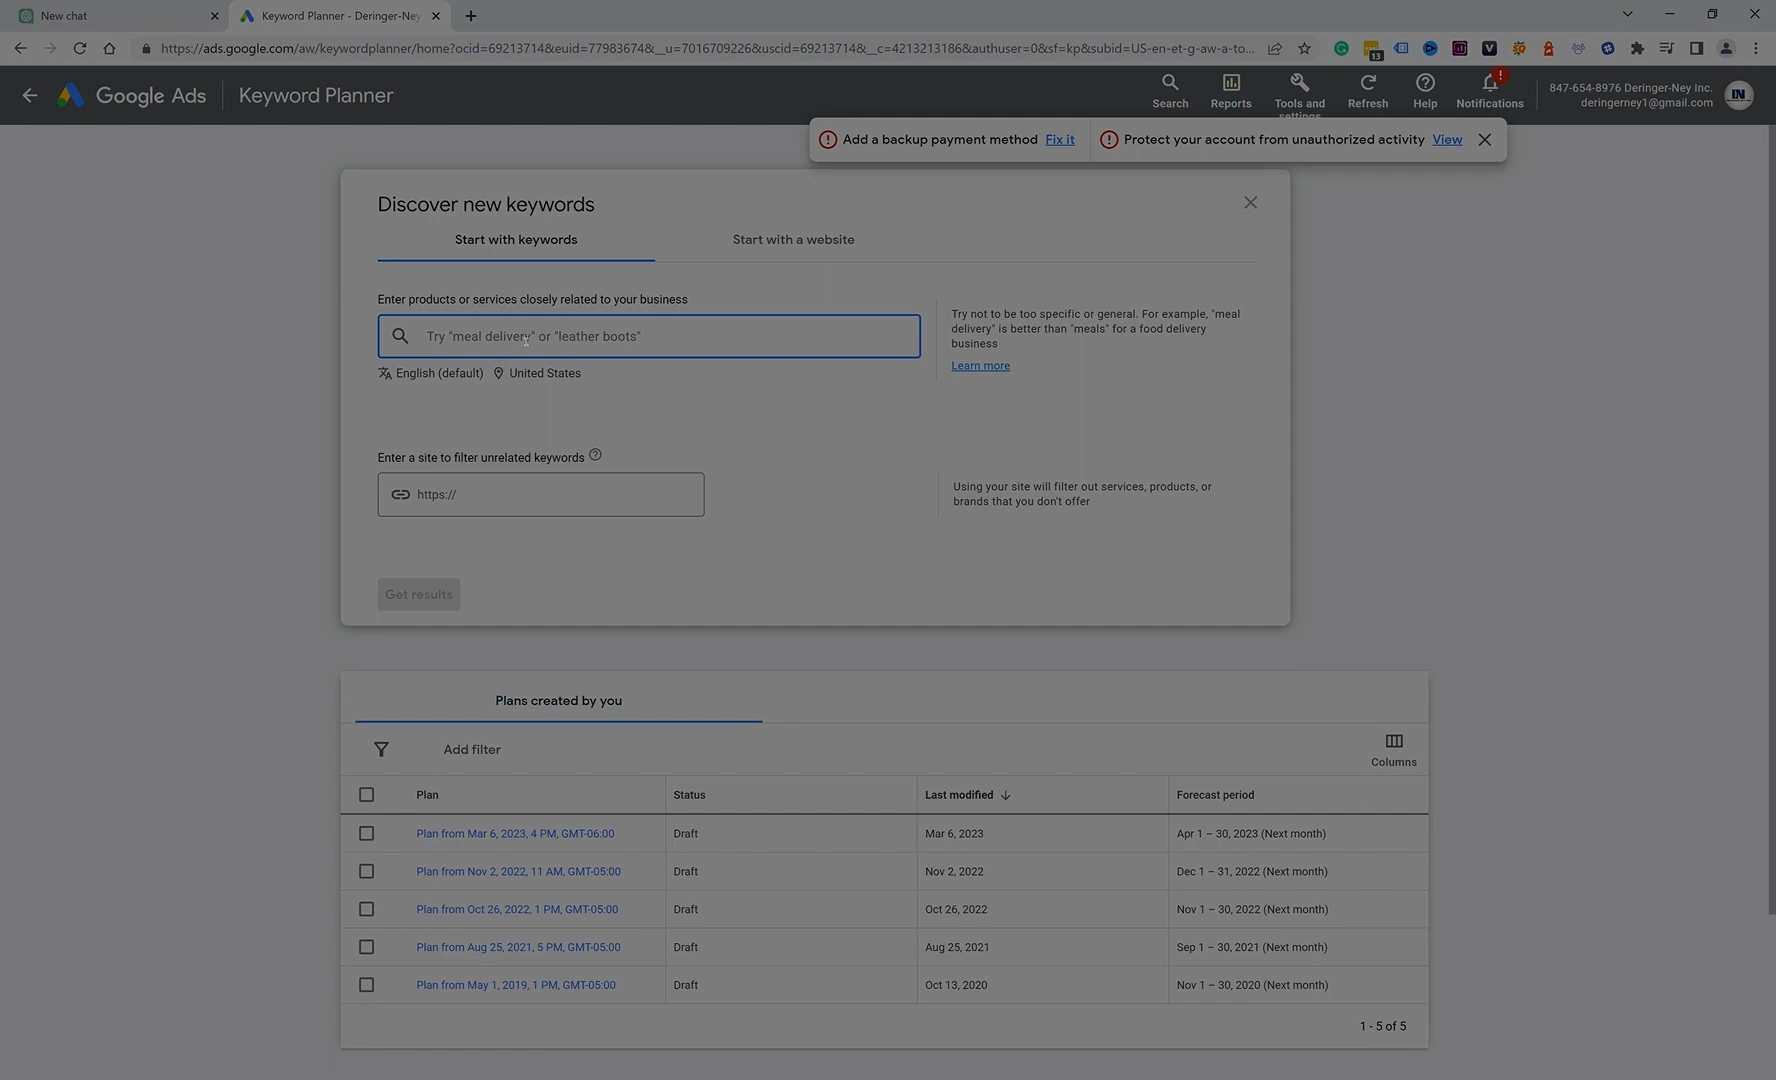 New chat
Keyword Planner - Deringer-Ney
https://ads.google.com/aw/keywordplanner/home?ocid=69213714&euid=77983674&__u=7016709226&uscid=69213714&__c=4213213186&authuser=0&sf=kp&subid=US-en-et-g-aw-a-to...
13
Google Ads
Keyword Planner
Search
Reports
Tools and settings
Refresh
Help
Notifications
847-654-8976 Deringer-Ney Inc.
deringerney1@gmail.com
IN
Add a backup payment method Fix it
Protect your account from unauthorized activity View
Discover new keywords
Start with keywords
Start with a website
Enter products or services closely related to your business
Try "meal delivery" or "leather boots"
English (default) United States
Try not to be too specific or general. For example, "meal
delivery" is better than "meals" for a food delivery
business
Learn more
Enter a site to filter unrelated keywords
https://
Using your site will filter out services, products, or
brands that you don't offer
Get results
Plans created by you
Add filter
Columns
Plan Status Last modified Forecast period
Plan from Mar 6, 2023, 4 PM, GMT-06:00 Draft Mar 6, 2023 Apr 1 – 30, 2023 (Next month)
Plan from Nov 2, 2022, 11 AM, GMT-05:00 Draft Nov 2, 2022 Dec 1 – 31, 2022 (Next month)
Plan from Oct 26, 2022, 1 PM, GMT-05:00 Draft Oct 26, 2022 Nov 1 – 30, 2022 (Next month)
Plan from Aug 25, 2021, 5 PM, GMT-05:00 Draft Aug 25, 2021 Sep 1 – 30, 2021 (Next month)
Plan from May 1, 2019, 1 PM, GMT-05:00 Draft Oct 13, 2020 Nov 1 – 30, 2020 (Next month)
1 - 5 of 5